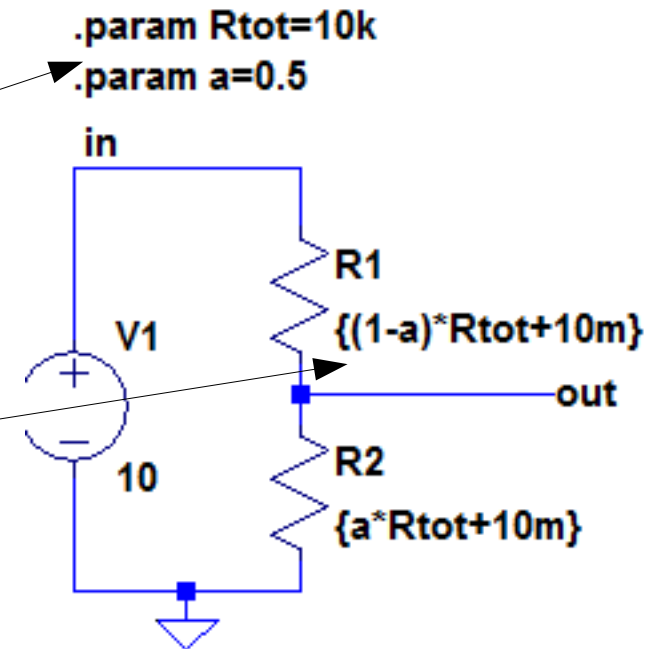 .param Rtot=10k
.param a=0.5
in
R1
{(1-a)*Rtot+10m}
V1
+
−
out
10
R2
{a*Rtot+10m}